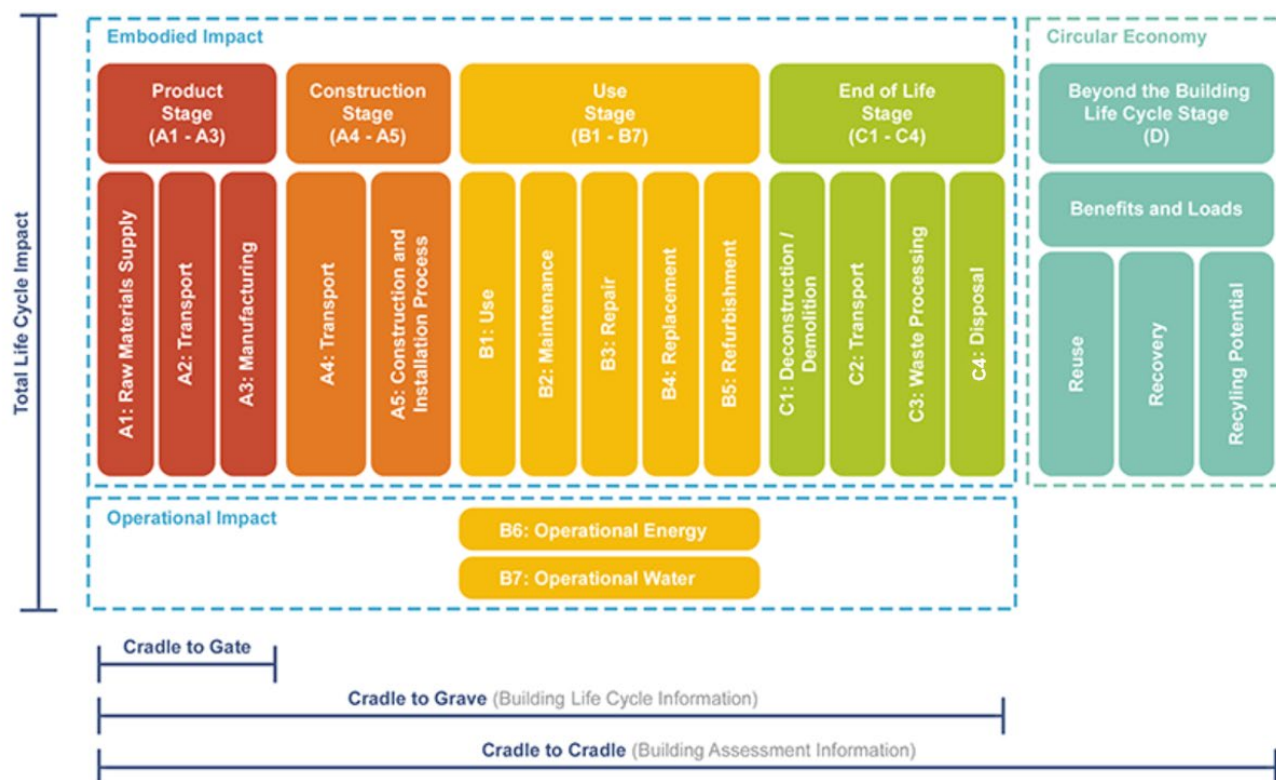 Total Life Cycle Impact
Embodied Impact
Product
Stage
(A1 - A3)
Construction
Stage
(A4 - A5)
Use
Stage
(B1 - B7)
End of Life
Stage
(C1 - C4)
A1: Raw Materials Supply
A2: Transport
A3: Manufacturing
A4: Transport
A5: Construction and
Installation Process
B1: Use
B2: Maintenance
B3: Repair
B4: Replacement
B5: Refurbishment
C1: Deconstruction /
Demolition
C2: Transport
C3: Waste Processing
C4: Disposal
Circular Economy
Beyond the Building
Life Cycle Stage
(D)
Benefits and Loads
Reuse
Recovery
Recyling Potential
Operational Impact
B6: Operational Energy
B7: Operational Water
Cradle to Gate
Cradle to Grave (Building Life Cycle Information)
Cradle to Cradle (Building Assessment Information)